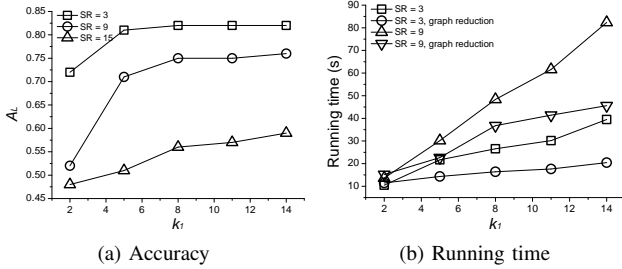 0.85
0.80
0.75
0.70
0.65
0.60
0.55
0.50
0.45
A_L
SR = 3
SR = 9
SR = 15
2 4 6 8 10 12 14
k_1
(a) Accuracy
90
80
70
60
50
40
30
20
10
Running time (s)
SR = 3
SR = 3, graph reduction
SR = 9
SR = 9, graph reduction
2 4 6 8 10 12 14
k_1
(b) Running time